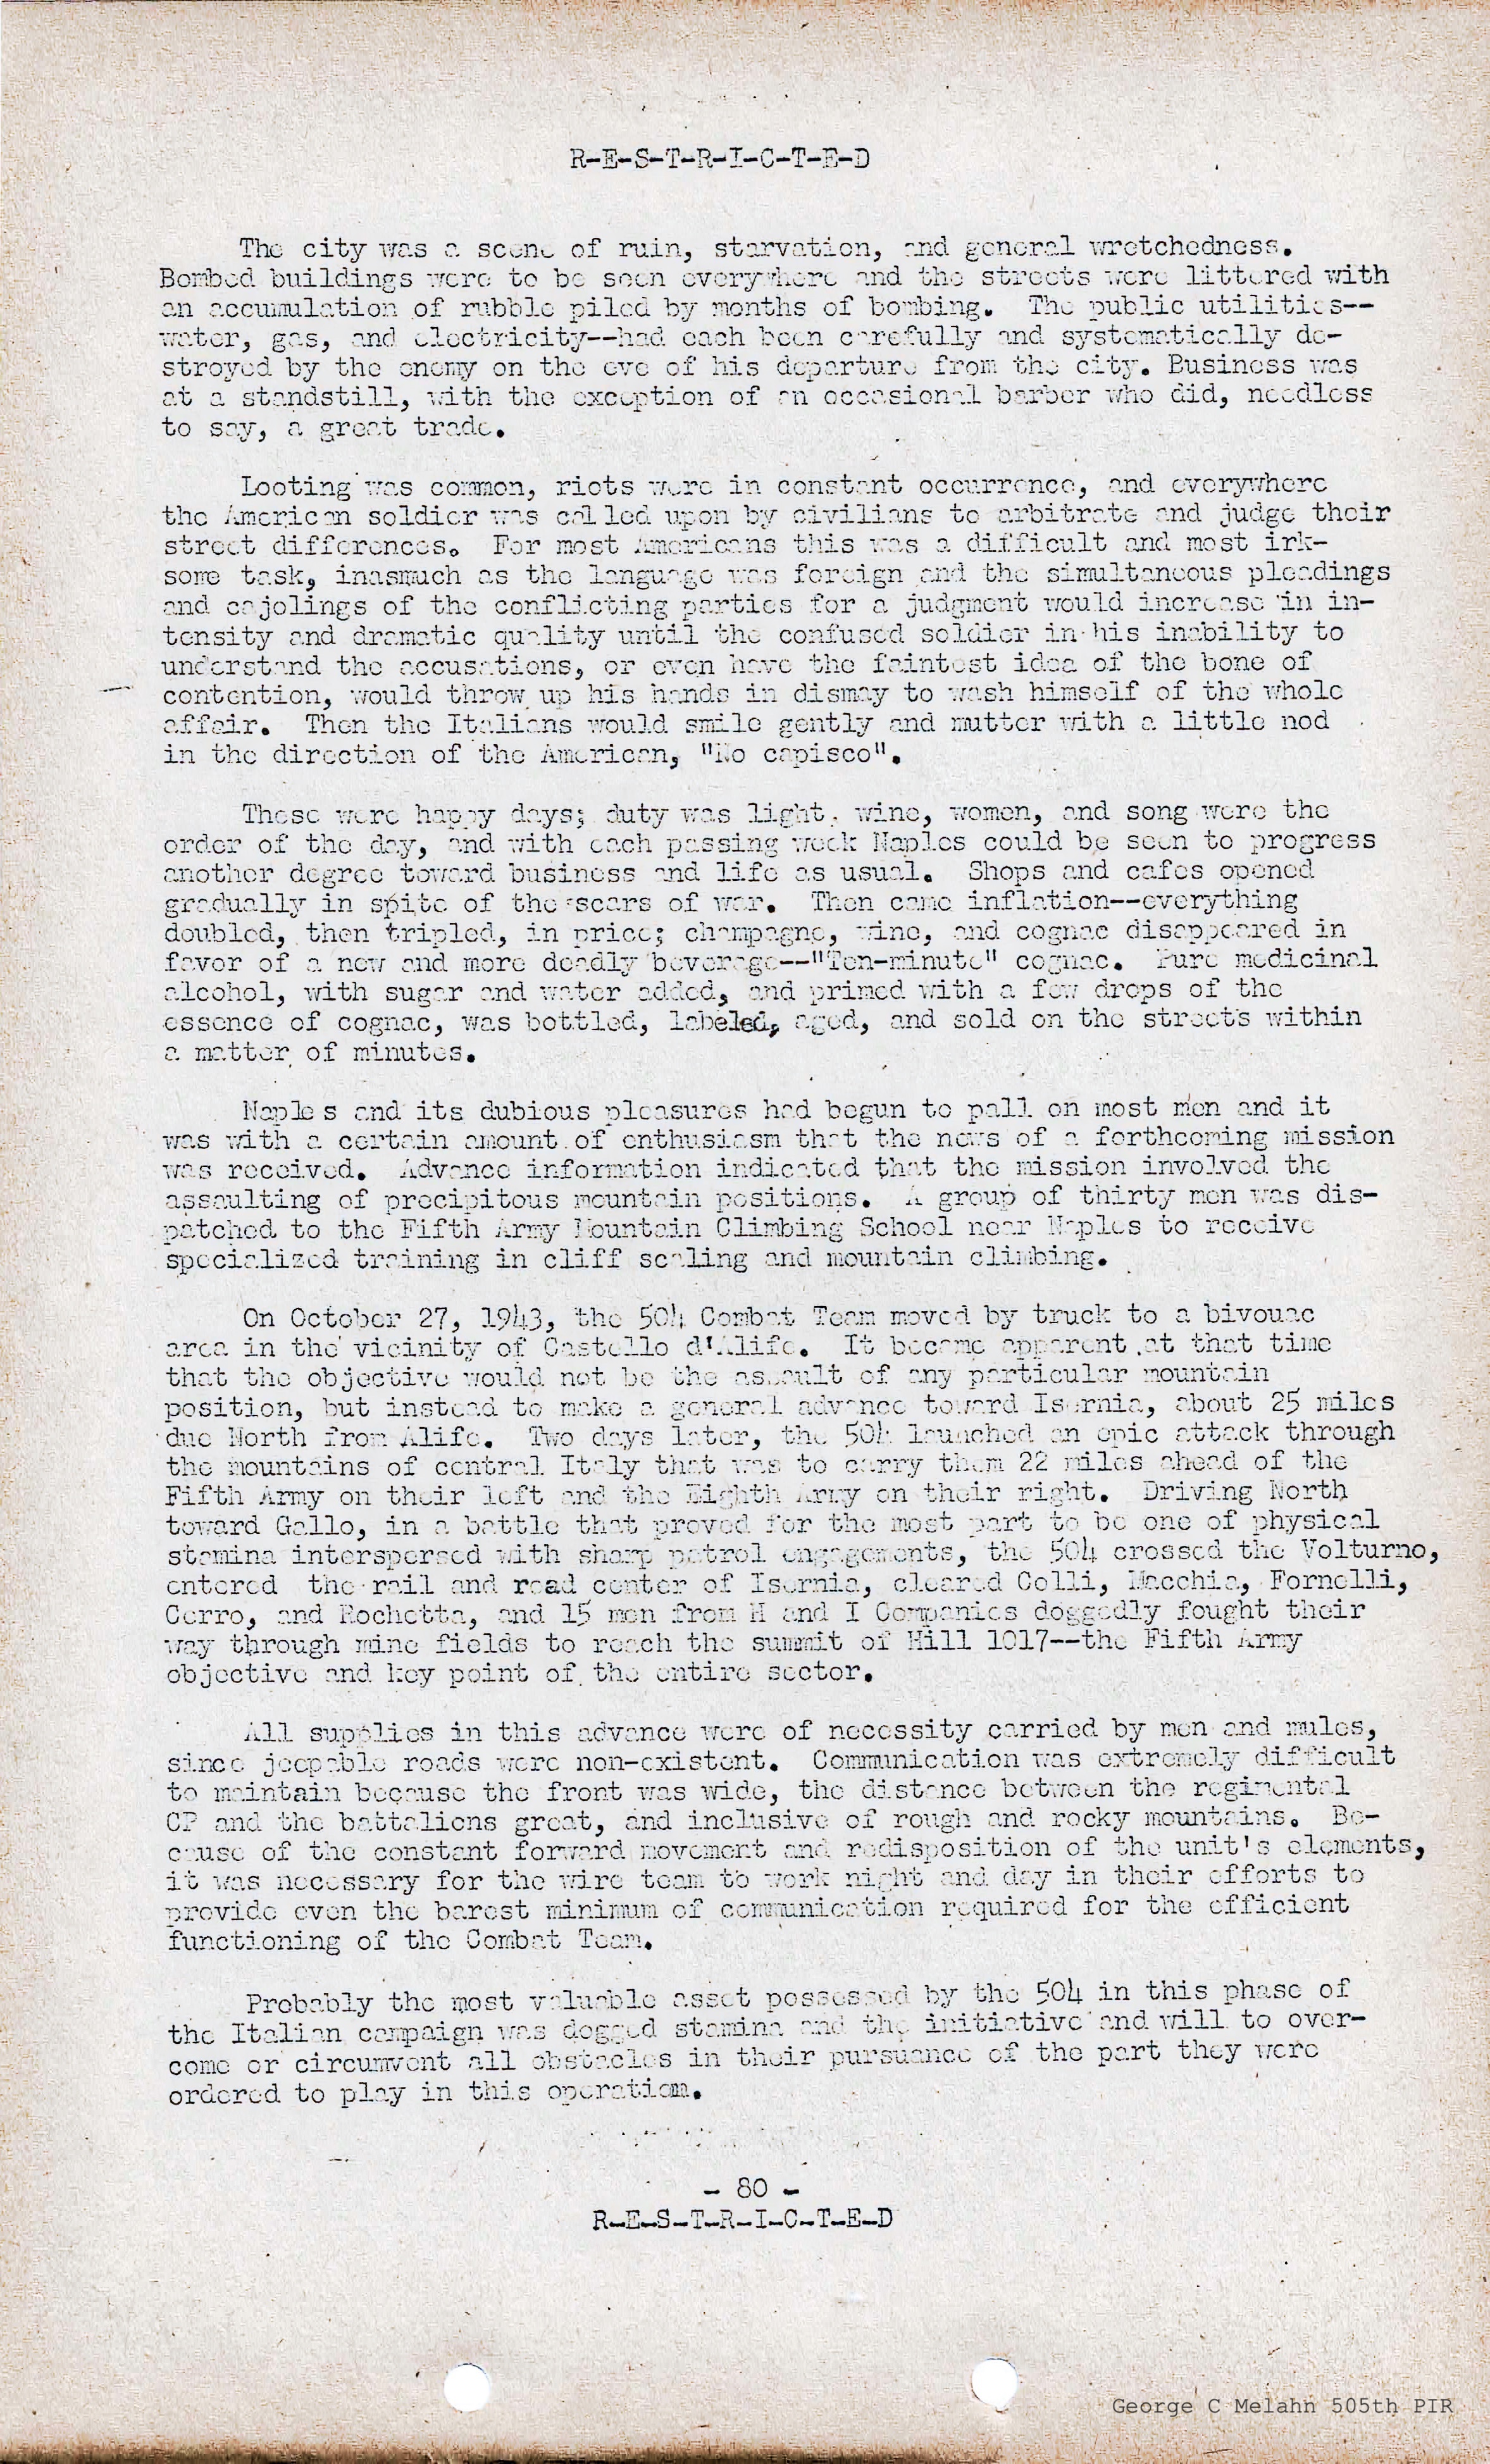 R-E-S-T-R-I-C-T-E-D
The city was a scene of ruin, starvation, and general wretchedness.
Bombed buildings were to be seen everywhere and the streets were littered with
an accumulation of rubble piled by months of bombing. The public utilities--
water, gas, and electricity--had each been carefully and systematically de-
stroyed by the enemy on the eve of his departure from the city. Business was
at a standstill, with the exception of an occasional barber who did, needless
to say, a great trade.
Looting was common, riots were in constant occurrence, and everywhere
the American soldier was called upon by civilians to arbitrate and judge their
street differences. For most Americans this was a difficult and most irk-
some task, inasmuch as the language was foreign and the simultaneous pleadings
and cajolings of the conflicting parties for a judgment would increase in in-
tensity and dramatic quality until the confused soldier in his inability to
understand the accusations, or even have the faintest idea of the bone of
contention, would throw up his hands in dismay to wash himself of the whole
affair. Then the Italians would smile gently and mutter with a little nod
in the direction of the American, "No capisco".
These were happy days; duty was light, wine, women, and song were the
order of the day, and with each passing week Naples could be seen to progress
another degree toward business and life as usual. Shops and cafes opened
gradually in spite of the scars of war. Then came inflation--everything
doubled, then tripled, in price; champagne, wine, and cognac disappeared in
favor of a new and more deadly beverage--"Ten-minute" cognac. Pure medicinal
alcohol, with sugar and water added, and primed with a few drops of the
essence of cognac, was bottled, labeled, aged, and sold on the streets within
a matter of minutes.
Naples and its dubious pleasures had begun to pall on most men and it
was with a certain amount of enthusiasm that the news of a forthcoming mission
was received. Advance information indicated that the mission involved the
assaulting of precipitous mountain positions. A group of thirty men was dis-
patched to the Fifth Army Mountain Climbing School near Naples to receive
specialized training in cliff scaling and mountain climbing.
On October 27, 1943, the 504 Combat Team moved by truck to a bivouac
area in the vicinity of Castello d'Alife. It became apparent at that time
that the objective would not be the assault of any particular mountain
position, but instead to make a general advance toward Isernia, about 25 miles
due North from Alife. Two days later, the 504 launched an epic attack through
the mountains of central Italy that was to carry them 22 miles ahead of the
Fifth Army on their left and the Eighth Army on their right. Driving North
toward Gallo, in a battle that proved for the most part to be one of physical
stamina interspersed with sharp patrol engagements, the 504 crossed the Volturno,
entered the rail and road center of Isernia, cleared Colli, Macchia, Fornelli,
Cerro, and Rochetta, and 15 men from H and I Companies doggedly fought their
way through mine fields to reach the summit of Hill 1017--the Fifth Army
objective and key point of the entire sector.
All supplies in this advance were of necessity carried by men and mules,
since jeepable roads were non-existent. Communication was extremely difficult
to maintain because the front was wide, the distance between the regimental
CP and the battalions great, and inclusive of rough and rocky mountains. Be-
cause of the constant forward movement and redisposition of the unit's elements,
it was necessary for the wire team to work night and day in their efforts to
provide even the barest minimum of communication required for the efficient
functioning of the Combat Team.
Probably the most valuable asset possessed by the 504 in this phase of
the Italian campaign was dogged stamina and the initiative and will to over-
come or circumvent all obstacles in their pursuance of the part they were
ordered to play in this operation.
- 80 -
R-E-S-T-R-I-C-T-E-D
George C Melahn 505th PIR